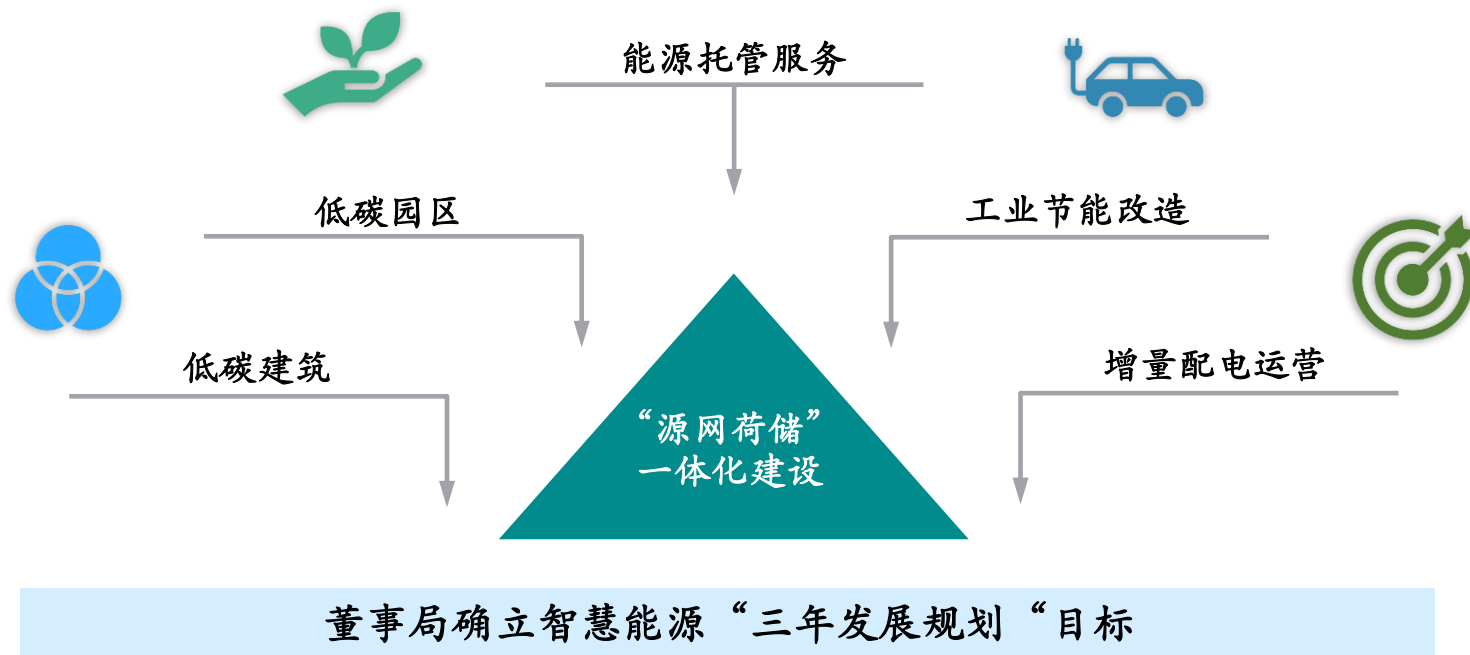 能源托管服务
低碳园区
工业节能改造
低碳建筑
增量配电运营
“源网荷储”
一体化建设
董事局确立智慧能源“三年发展规划“目标